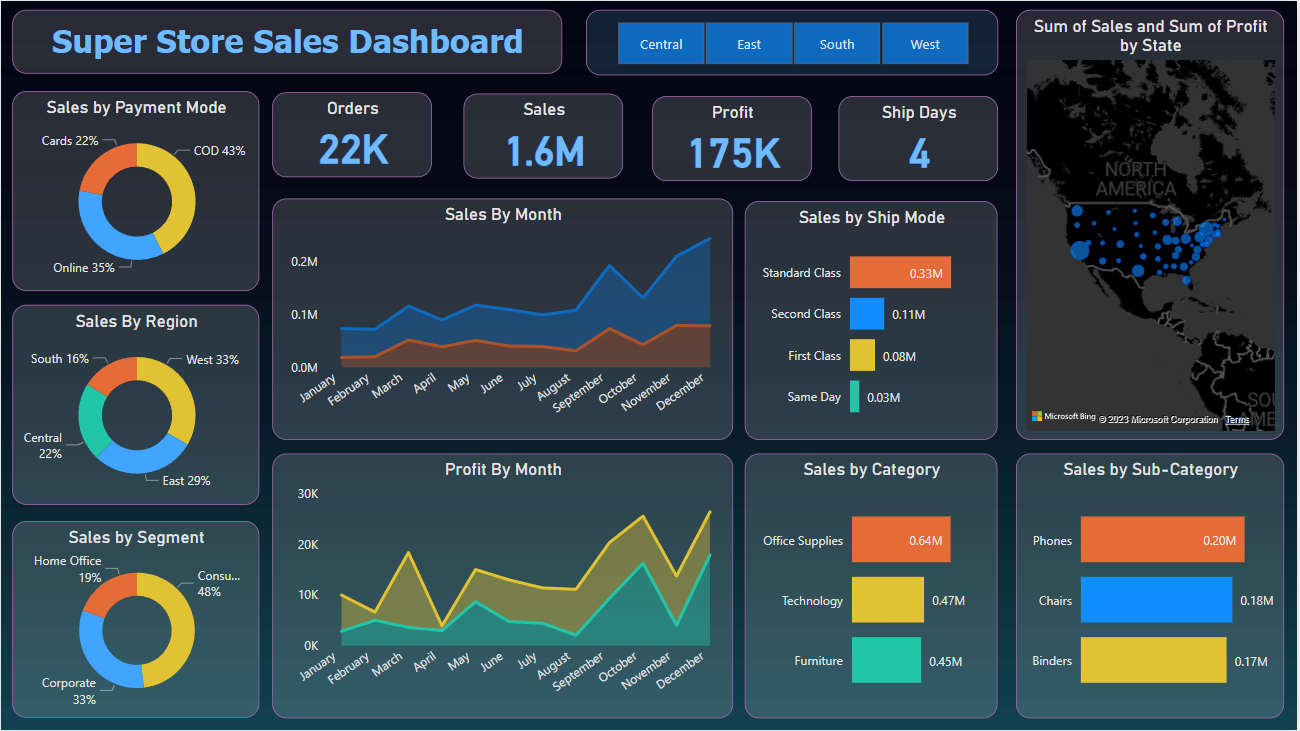 Super Store Sales Dashboard
Central
East
South
West
Sum of Sales and Sum of Profit
by State
Sales by Payment Mode
Cards 22%
COD 43%
Online 35%
Orders
22K
Sales
1.6M
Profit
175K
Ship Days
4
NORTH
AMERICA
Microsoft Bing
© 2023 Microsoft Corporation
Terms
Sales By Month
0.2M
0.1M
0.0M
January
February
March
April
May
June
July
August
September
October
November
December
Sales by Ship Mode
Standard Class
0.33M
Second Class
0.11M
First Class
0.08M
Same Day
0.03M
Sales By Region
South 16%
West 33%
Central
22%
East 29%
Profit By Month
30K
20K
10K
0K
January
February
March
April
May
June
July
August
September
October
November
December
Sales by Category
Office Supplies
0.64M
Technology
0.47M
Furniture
0.45M
Sales by Sub-Category
Phones
0.20M
Chairs
0.18M
Binders
0.17M
Sales by Segment
Home Office
19%
Consu...
48%
Corporate
33%